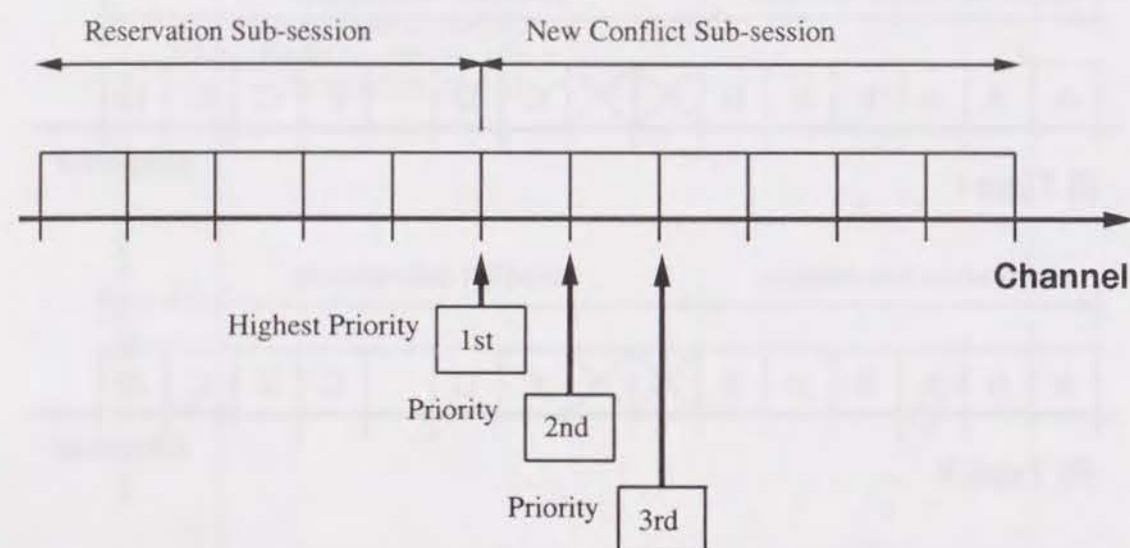 Reservation Sub-session
New Conflict Sub-session
Channel
Highest Priority
1st
Priority
2nd
Priority
3rd